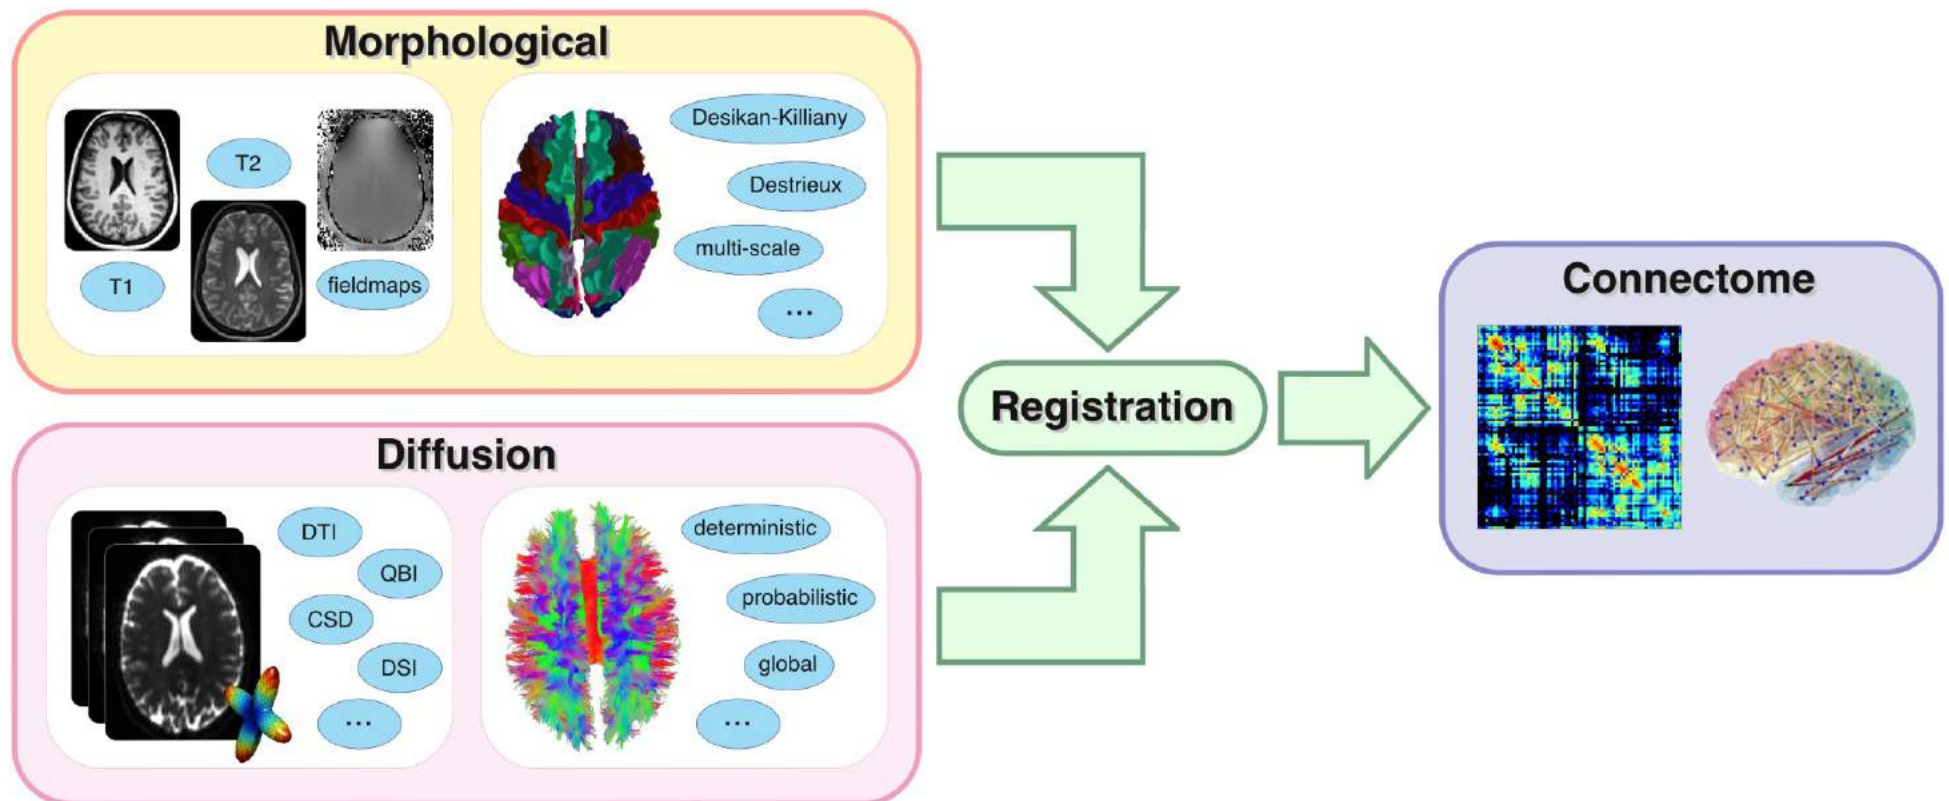 Morphological
T2
T1
fieldmaps
Desikan-Killiany
Destrieux
multi-scale
...
Diffusion
DTI
QBI
CSD
DSI
...
deterministic
probabilistic
global
...
Registration
Connectome